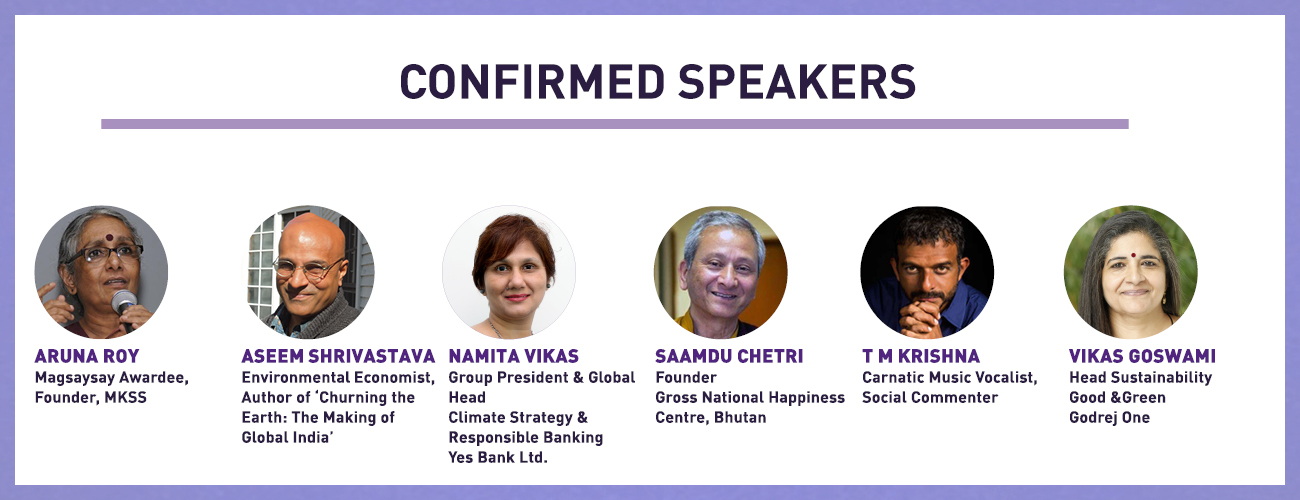 CONFIRMED SPEAKERS
ARUNA ROY
Magsaysay Awardee,
Founder, MKSS
ASEEM SHRIVASTAVA
Environmental Economist,
Author of ‘Churning the
Earth: The Making of
Global India’
NAMITA VIKAS
Group President & Global
Head
Climate Strategy &
Responsible Banking
Yes Bank Ltd.
SAAMDU CHETRI
Founder
Gross National Happiness
Centre, Bhutan
T M KRISHNA
Carnatic Music Vocalist,
Social Commenter
VIKAS GOSWAMI
Head Sustainability
Good &Green
Godrej One